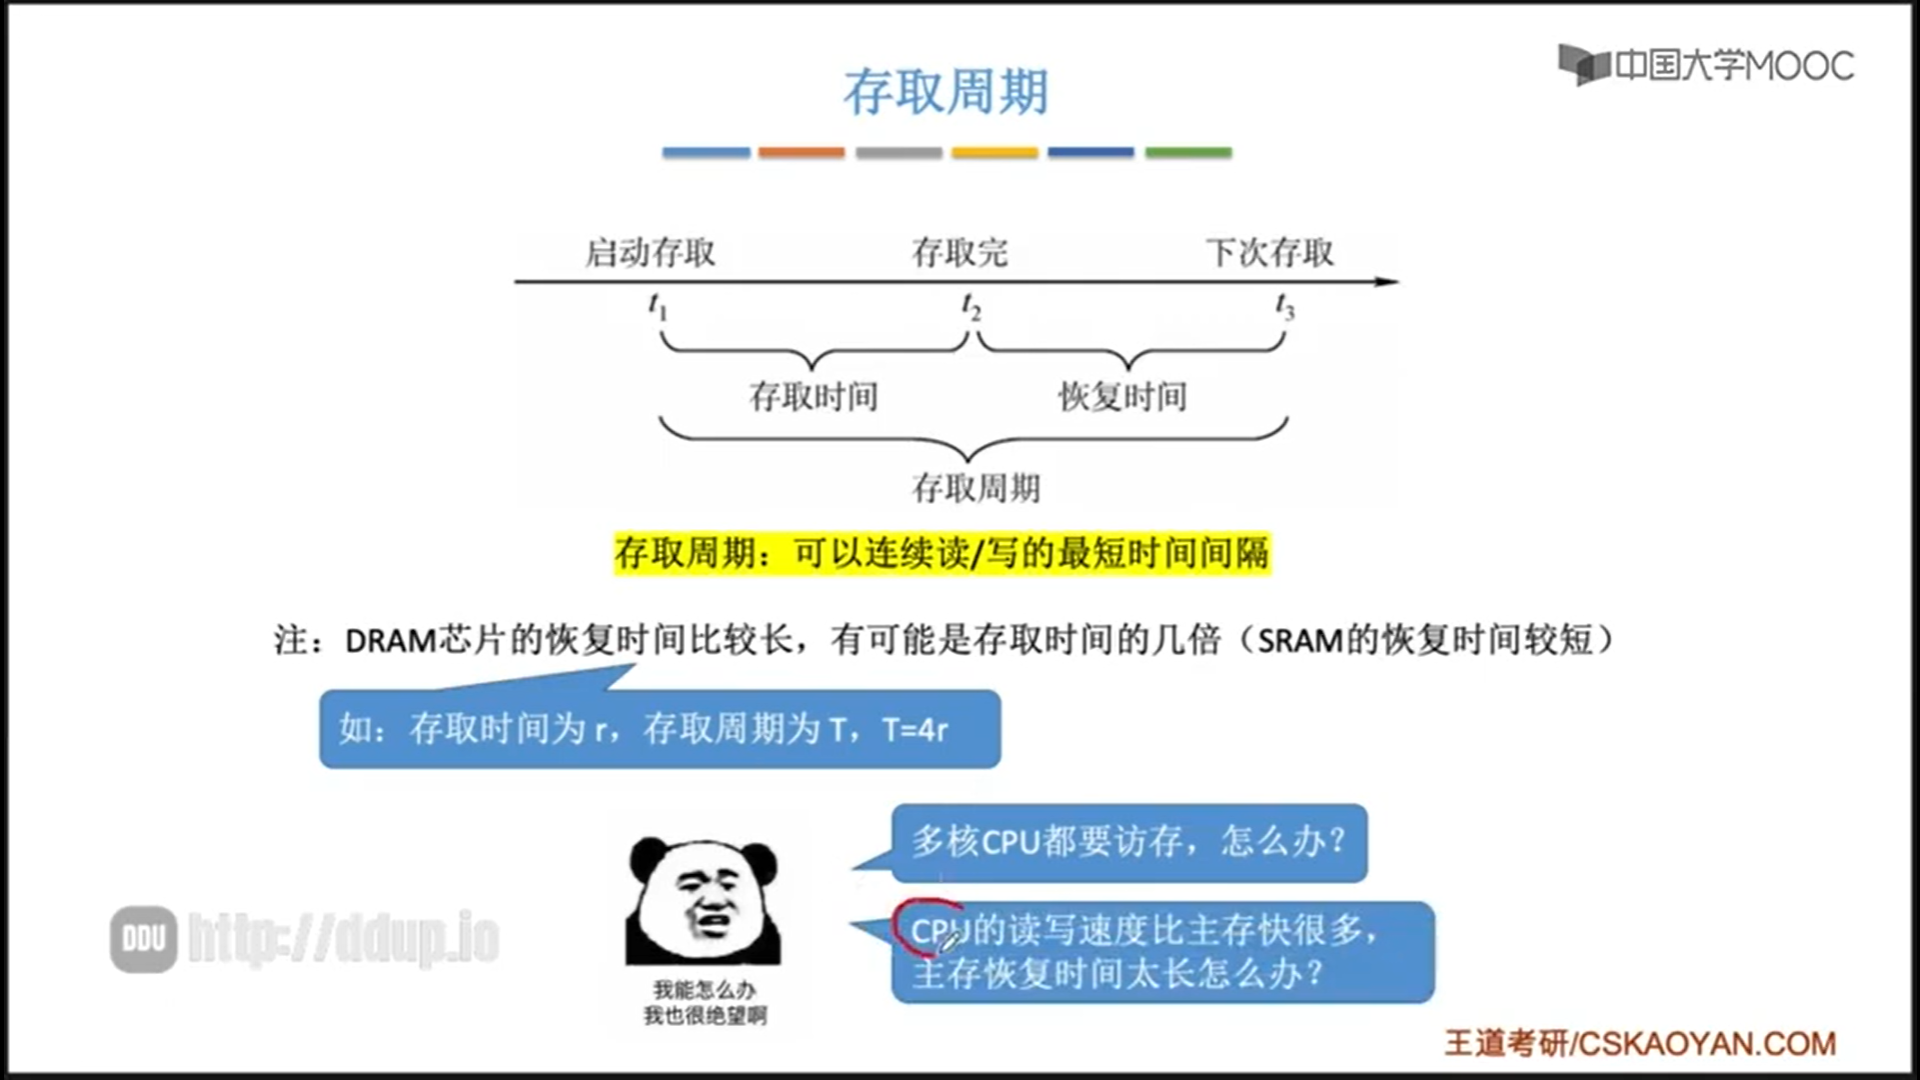 中国大学MOOC
存取周期
启动存取 存取完 下次存取
t1 t2 t3
存取时间 恢复时间
存取周期
存取周期：可以连续读/写的最短时间间隔
注：DRAM芯片的恢复时间比较长，有可能是存取时间的几倍（SRAM的恢复时间较短）
如：存取时间为 r，存取周期为 T，T=4r
多核CPU都要访存，怎么办？
CPU的读写速度比主存快很多，
主存恢复时间太长怎么办？
我能怎么办
我也很绝望啊
DDU http://ddup.io
王道考研/CSKAOYAN.COM